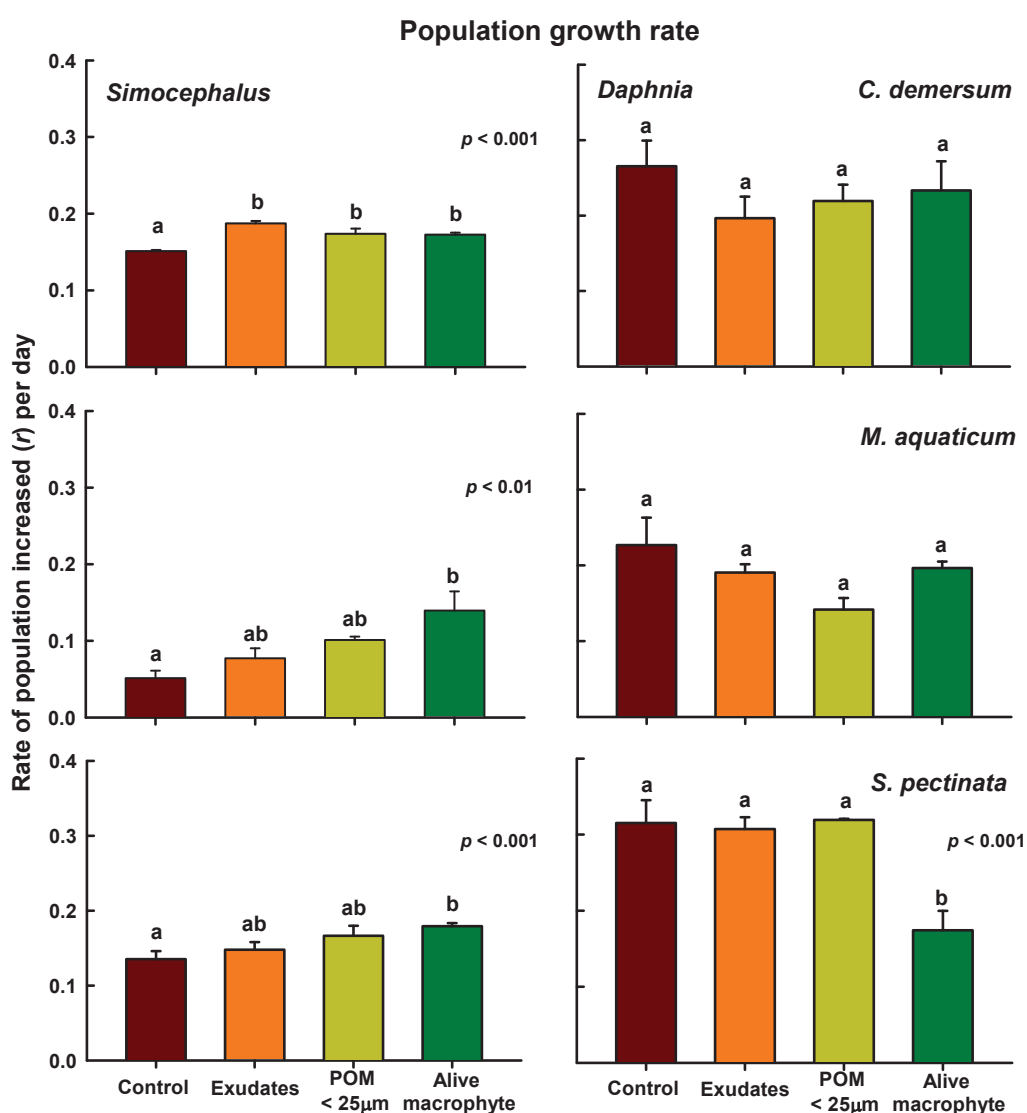 Population growth rate
Rate of population increased (r) per day
0.4
Simocephalus
p < 0.001
0.3
0.2
0.1
0.0
a
b
b
b
Daphnia
C. demersum
a
a
a
a
0.4
p < 0.01
0.3
0.2
0.1
0.0
a
ab
ab
b
M. aquaticum
a
a
a
a
0.4
p < 0.001
0.3
0.2
0.1
0.0
a
ab
ab
b
S. pectinata
p < 0.001
a
a
a
b
Control
Exudates
POM
< 25µm
Alive
macrophyte
Control
Exudates
POM
< 25µm
Alive
macrophyte